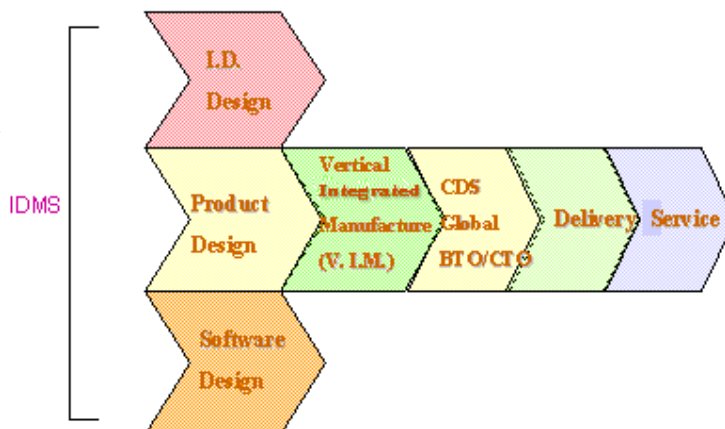 I.D.
Design
IDMS
Product
Design
Vertical
Integrated
Manufacture
(V. I.M.)
CDS
Global
BTO/CTO
Delivery
Service
Software
Design